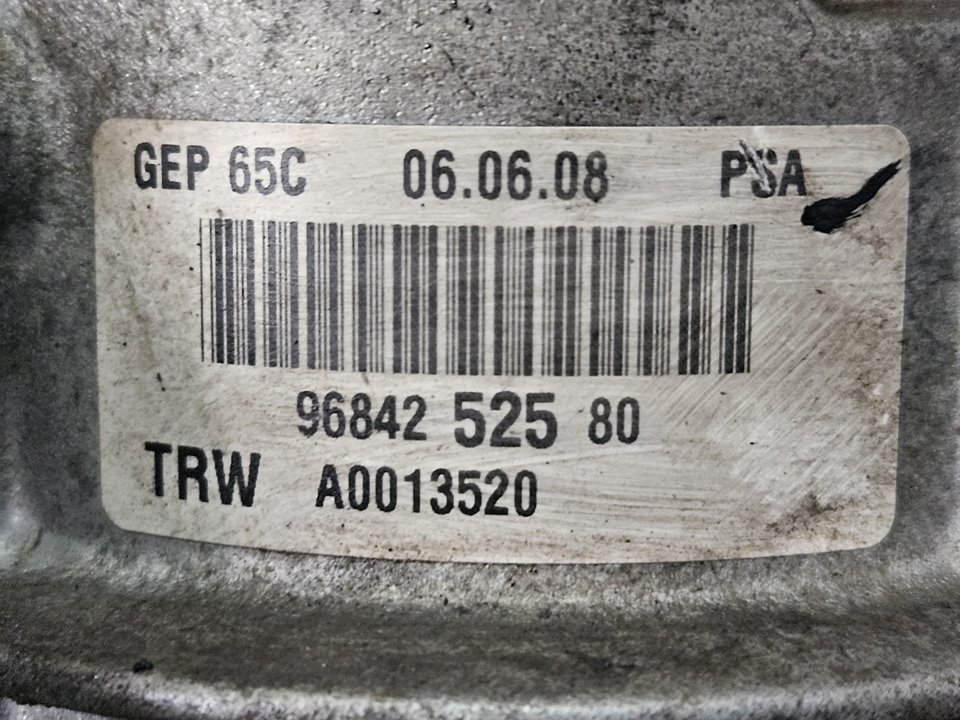 GEP 65C 06.06.08 PSA
96842 525 80
TRW A0013520